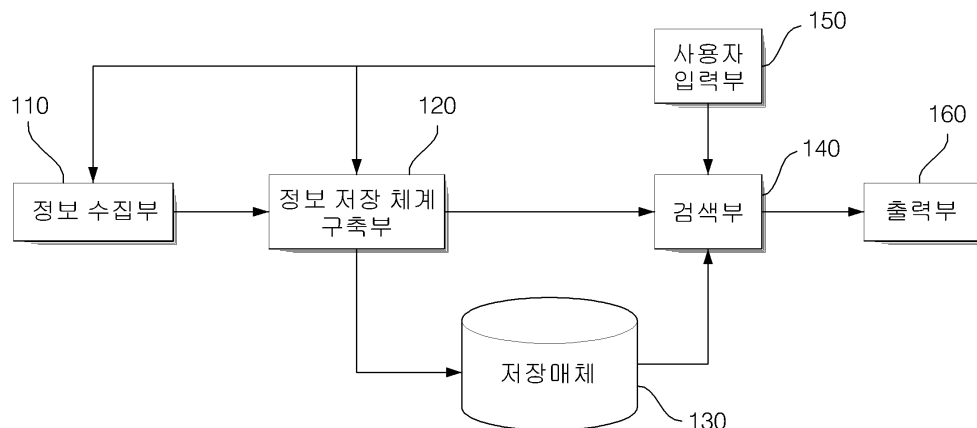 150
사용자
입력부
110
120
140
160
정보 수집부
정보 저장 체계
구축부
검색부
출력부
저장매체
130